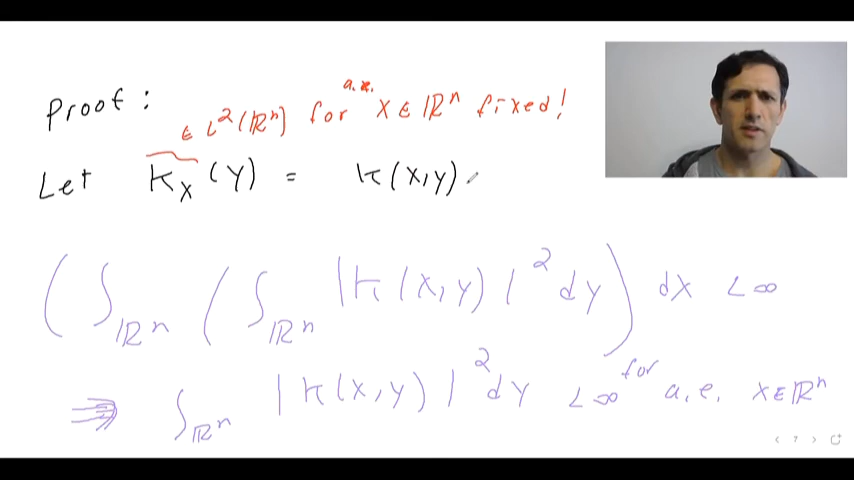 Proof:
∈ L²(ℝⁿ) for a.e. x ∈ ℝⁿ fixed!
Let K_x(y) = K(x,y).
(∫_ℝⁿ (∫_ℝⁿ |K(x,y)|² dy) dx < ∞
⇒ ∫_ℝⁿ |K(x,y)|² dy < ∞ for a.e. x ∈ ℝⁿ